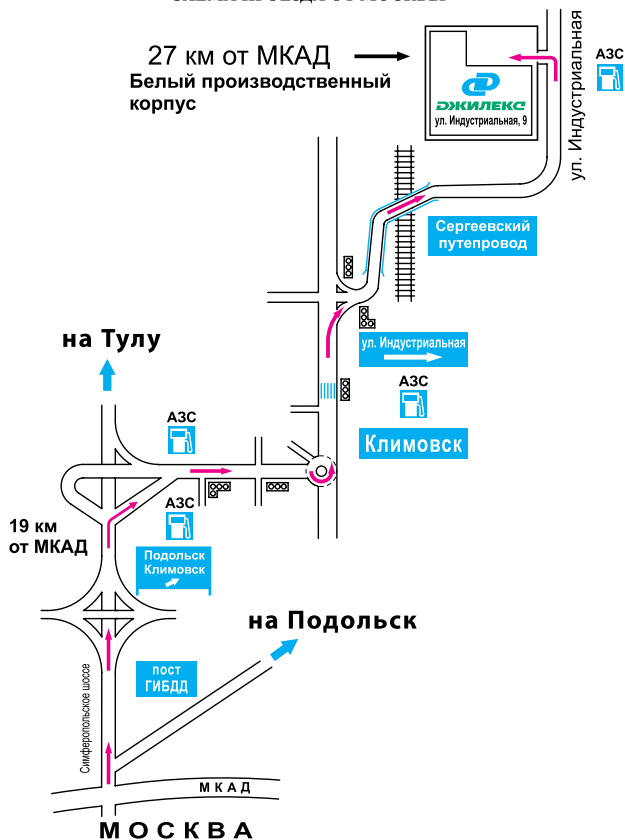 27 км от МКАД
Белый производственный
корпус
ДЖИЛЕКС
ул. Индустриальная, 9
ул. Индустриальная
АЗС
Сергеевский
путепровод
ул. Индустриальная
на Тулу
АЗС
Климовск
АЗС
АЗС
19 км
от МКАД
Подольск
Климовск
на Подольск
пост
ГИБДД
Симферопольское шоссе
МКАД
МОСКВА